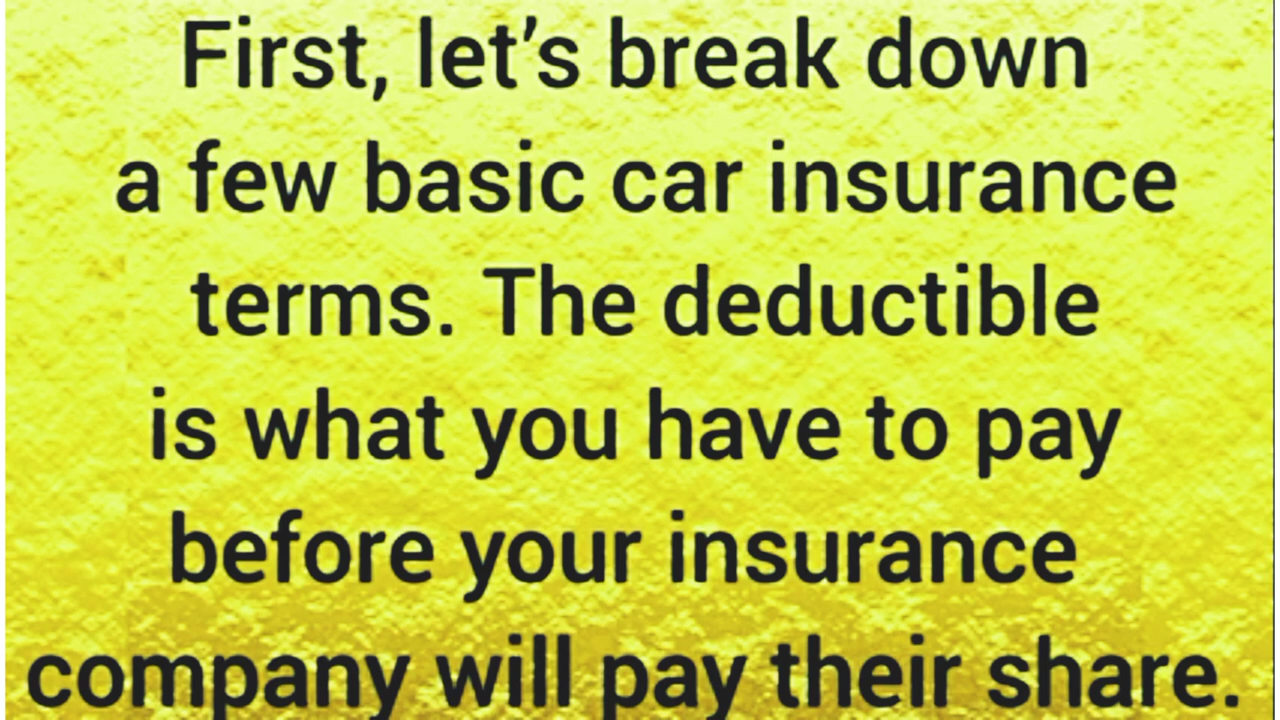 First, let’s break down
a few basic car insurance
terms. The deductible
is what you have to pay
before your insurance
company will pay their share.